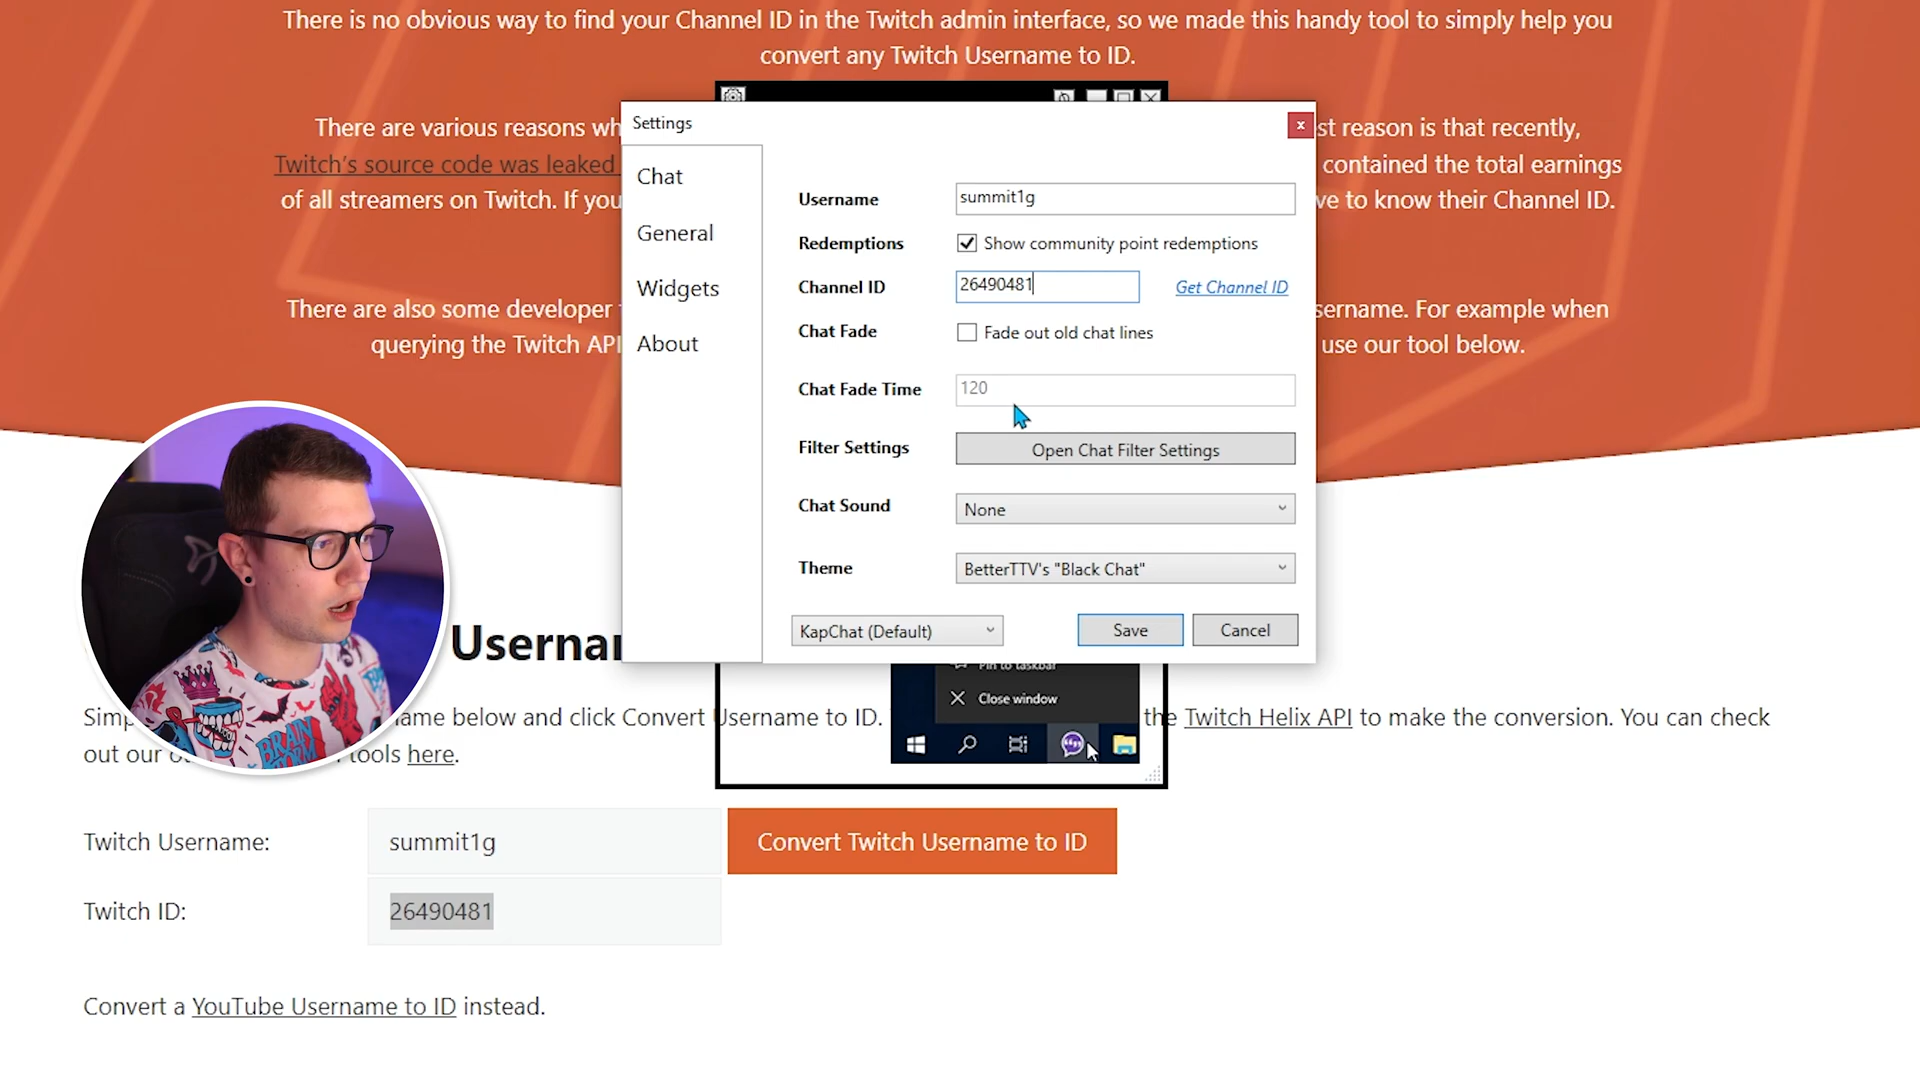 There is no obvious way to find your Channel ID in the Twitch admin interface, so we made this handy tool to simply help you
convert any Twitch Username to ID.
There are various reasons wh
st reason is that recently,
Twitch's source code was leaked
contained the total earnings
of all streamers on Twitch. If you
ve to know their Channel ID.
There are also some developer
sername. For example when
querying the Twitch API
use our tool below.
Settings
x
Chat
General
Widgets
About
Username
summit1g
Redemptions
Show community point redemptions
Channel ID
26490481
Get Channel ID
Chat Fade
Fade out old chat lines
Chat Fade Time
120
Filter Settings
Open Chat Filter Settings
Chat Sound
None
Theme
BetterTTV's "Black Chat"
KapChat (Default)
Save
Cancel
Pin to taskbar
Close window
Userna
Simp
ame below and click Convert Username to ID.
the Twitch Helix API to make the conversion. You can check
out our
tools here.
Twitch Username:
summit1g
Convert Twitch Username to ID
Twitch ID:
26490481
Convert a YouTube Username to ID instead.
BRAIN